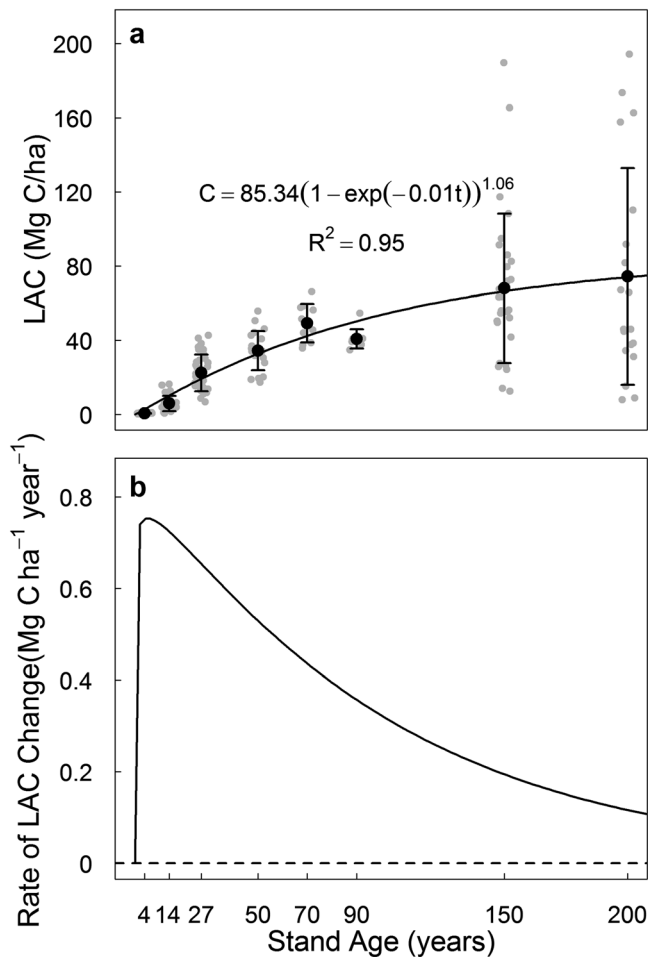 a
200
160
120
80
40
0
LAC (Mg C/ha)
C = 85.34(1 − exp(−0.01t))^1.06
R² = 0.95
b
0.8
0.6
0.4
0.2
0
Rate of LAC Change(Mg C ha⁻¹ year⁻¹)
4 14 27 50 70 90 150 200
Stand Age (years)